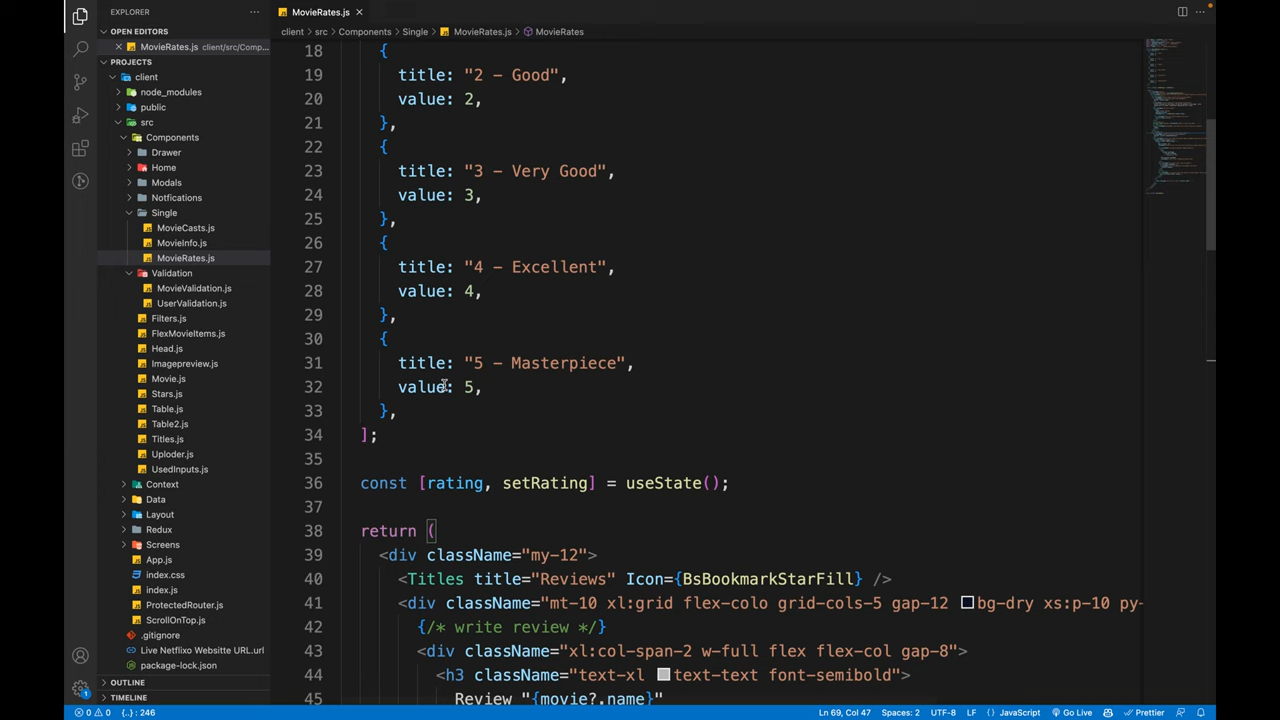 EXPLORER
MovieRates.js
OPEN EDITORS
MovieRates.js client/src/Comp...
PROJECTS
client
node_modules
public
src
Components
Drawer
Home
Modals
Notfications
Single
MovieCasts.js
MovieInfo.js
MovieRates.js
Validation
MovieValidation.js
UserValidation.js
Filters.js
FlexMovieItems.js
Head.js
Imagepreview.js
Movie.js
Stars.js
Table.js
Table2.js
Titles.js
Uploder.js
UsedInputs.js
Context
Data
Layout
Redux
Screens
App.js
index.css
index.js
ProtectedRouter.js
ScrollOnTop.js
.gitignore
Live Netflixo Websitte URL.url
package-lock.json
OUTLINE
TIMELINE
client > src > Components > Single > MovieRates.js > MovieRates
18 {
19 title: "2 - Good",
20 value: 2,
21 },
22 {
23 title: "3 - Very Good",
24 value: 3,
25 },
26 {
27 title: "4 - Excellent",
28 value: 4,
29 },
30 {
31 title: "5 - Masterpiece",
32 value: 5,
33 },
34 ];
35
36 const [rating, setRating] = useState();
37
38 return (
39 <div className="my-12">
40 <Titles title="Reviews" Icon={BsBookmarkStarFill} />
41 <div className="mt-10 xl:grid flex-colo grid-cols-5 gap-12 bg-dry xs:p-10 py-
42 {/* write review */}
43 <div className="xl:col-span-2 w-full flex flex-col gap-8">
44 <h3 className="text-xl text-text font-semibold">
45 Review "{movie?.name}"
1
0 0 {..}: 246 Ln 69, Col 47 Spaces: 2 UTF-8 LF {} JavaScript Go Live Prettier